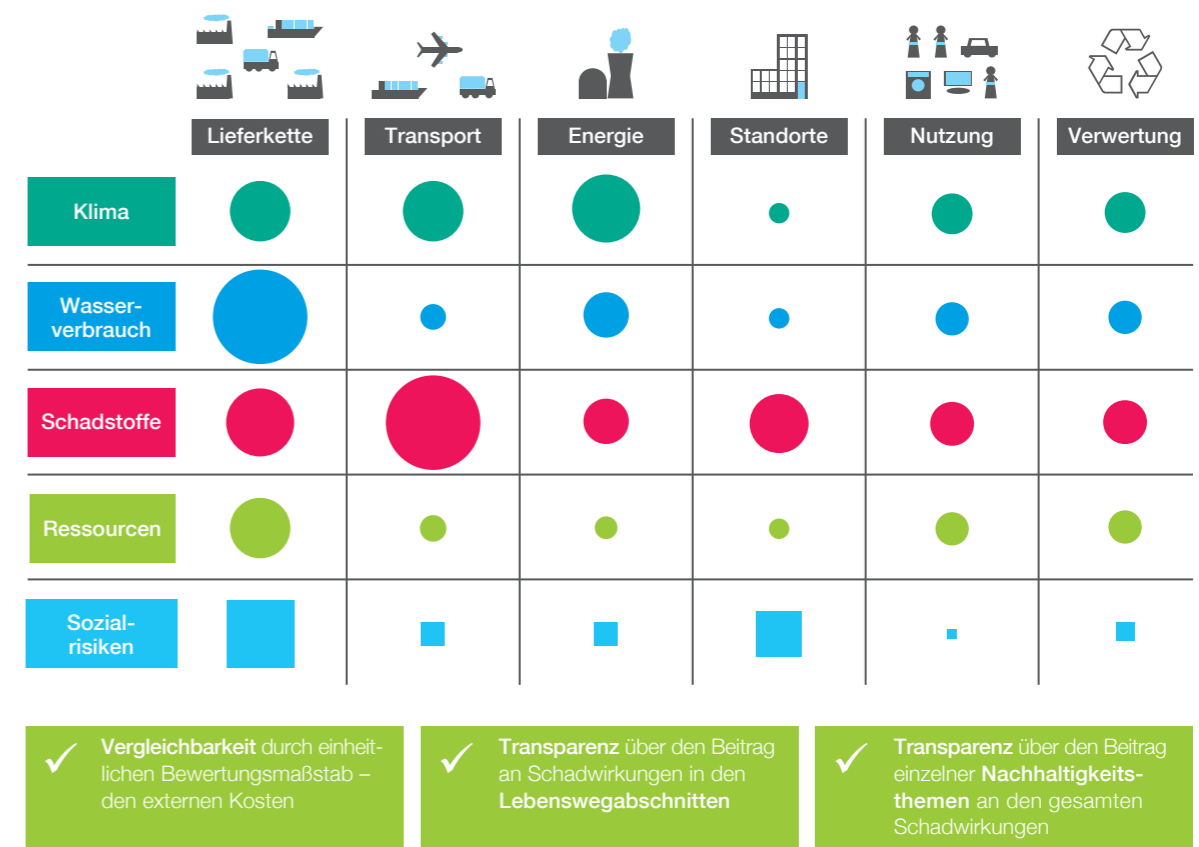 Lieferkette
Transport
Energie
Standorte
Nutzung
Verwertung
Klima
Wasser-
verbrauch
Schadstoffe
Ressourcen
Sozial-
risiken
Vergleichbarkeit durch einheit-
lichen Bewertungsmaßstab –
den externen Kosten
Transparenz über den Beitrag
an Schadwirkungen in den
Lebenswegabschnitten
Transparenz über den Beitrag
einzelner Nachhaltigkeits-
themen an den gesamten
Schadwirkungen